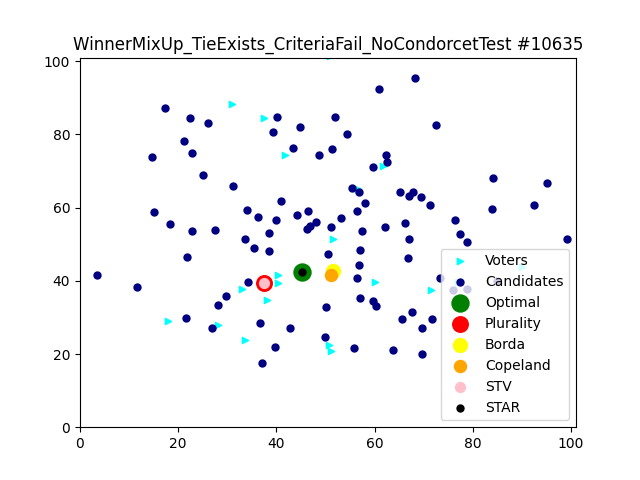 WinnerMixUp_TieExists_CriteriaFail_NoCondorcetTest #10635
100
80
60
40
20
0
0 20 40 60 80 100
Voters
Candidates
Optimal
Plurality
Borda
Copeland
STV
STAR